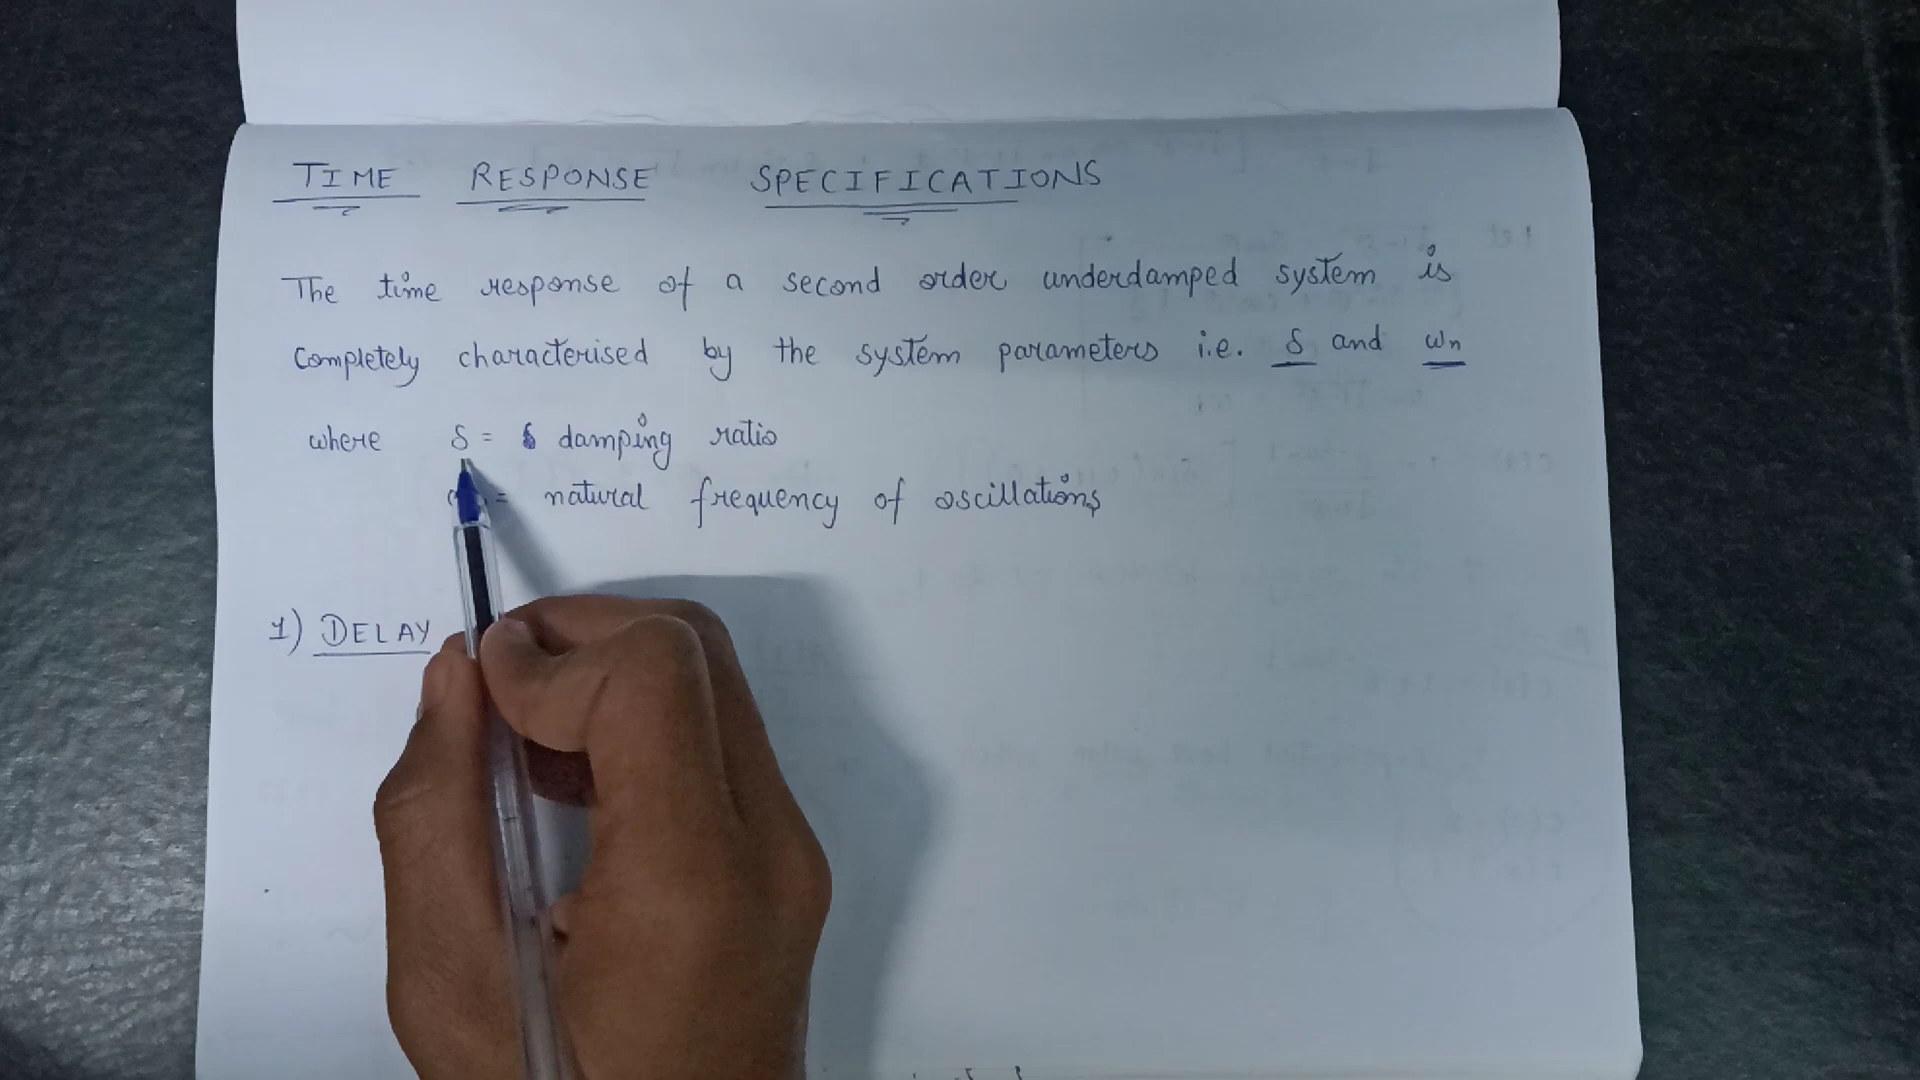 TIME RESPONSE SPECIFICATIONS
The time response of a second order underdamped system is
completely characterised by the system parameters i.e. δ and ωn
where δ = damping ratio
= natural frequency of oscillations
1) DELAY